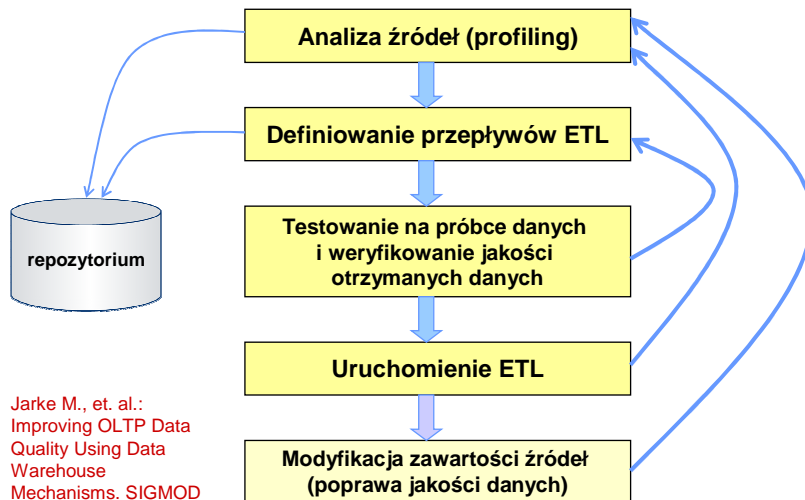 Analiza źródeł (profiling)
Definiowanie przepływów ETL
Testowanie na próbce danych
i weryfikowanie jakości
otrzymanych danych
repozytorium
Uruchomienie ETL
Modyfikacja zawartości źródeł
(poprawa jakości danych)
Jarke M., et. al.:
Improving OLTP Data
Quality Using Data
Warehouse
Mechanisms. SIGMOD